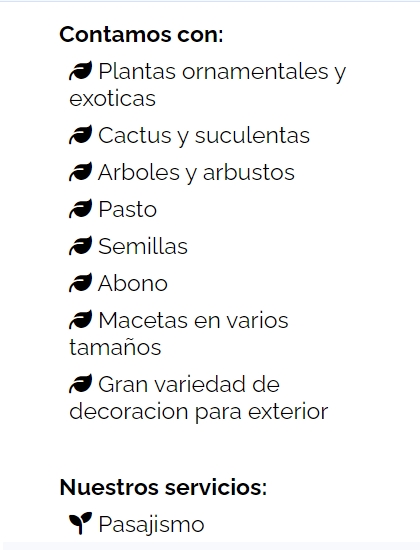 Contamos con:
Plantas ornamentales y
exoticas
Cactus y suculentas
Arboles y arbustos
Pasto
Semillas
Abono
Macetas en varios
tamaños
Gran variedad de
decoracion para exterior
Nuestros servicios:
Pasajismo